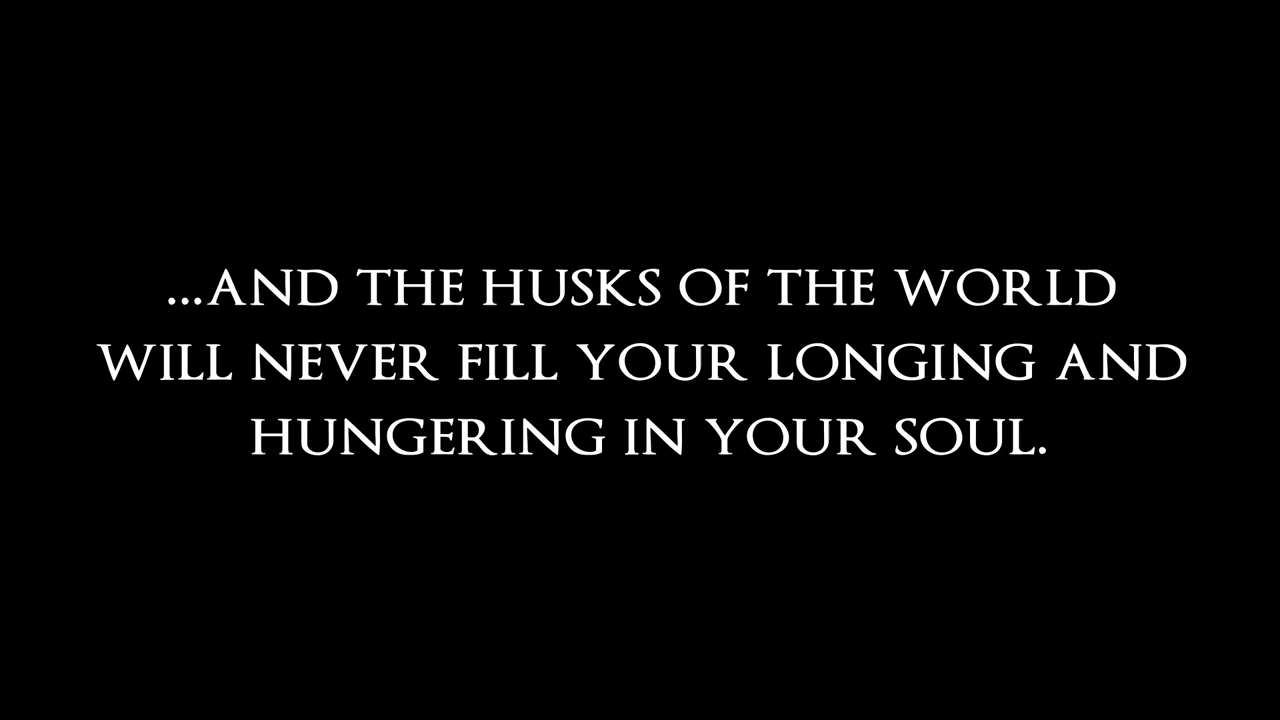 ...AND THE HUSKS OF THE WORLD
WILL NEVER FILL YOUR LONGING AND
HUNGERING IN YOUR SOUL.